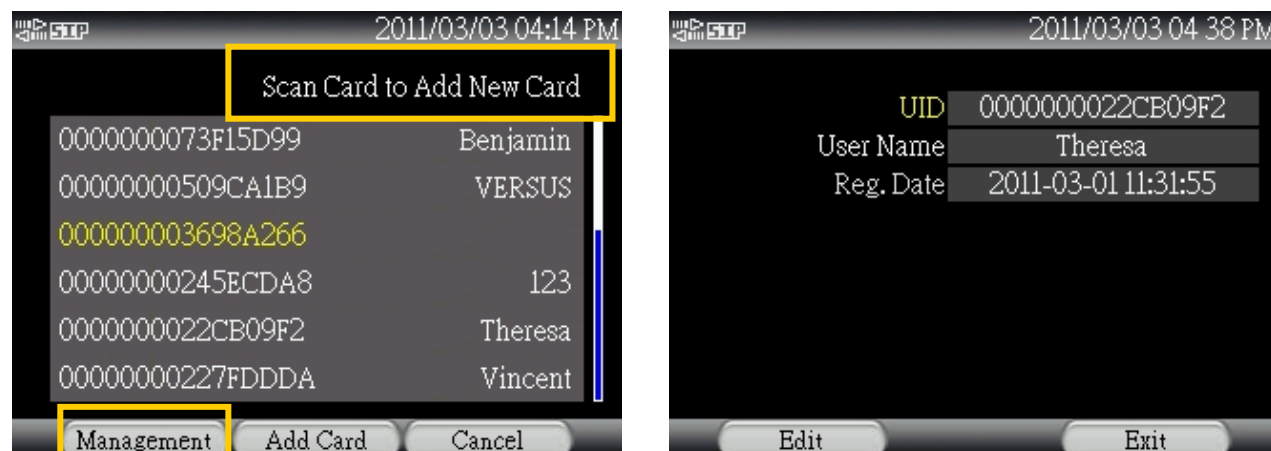 SIP 2011/03/03 04:14 PM
Scan Card to Add New Card
0000000073F15D99 Benjamin
00000000509CA1B9 VERSUS
000000003698A266
00000000245ECDA8 123
0000000022CB09F2 Theresa
00000000227FDDDA Vincent
Management Add Card Cancel
SIP 2011/03/03 04 38 PM
UID 0000000022CB09F2
User Name Theresa
Reg. Date 2011-03-01 11:31:55
Edit Exit